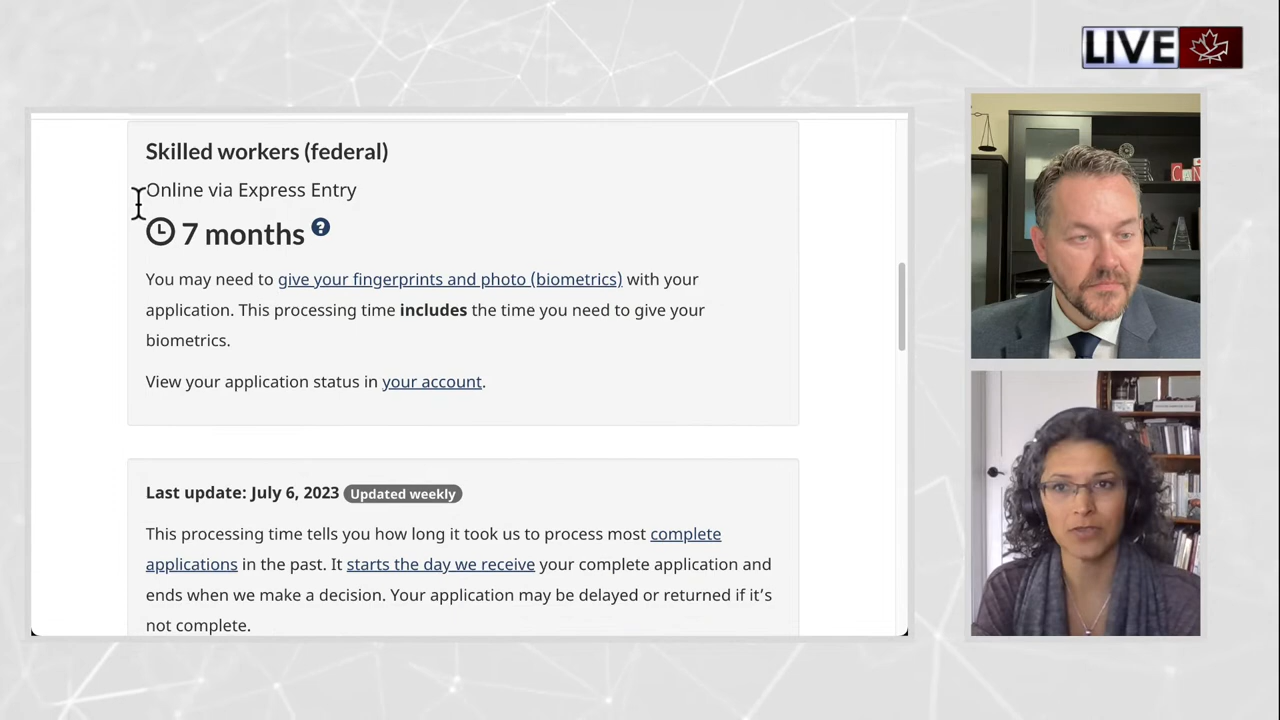 LIVE
Skilled workers (federal)
Online via Express Entry
7 months ?
You may need to give your fingerprints and photo (biometrics) with your
application. This processing time includes the time you need to give your
biometrics.
View your application status in your account.
Last update: July 6, 2023 Updated weekly
This processing time tells you how long it took us to process most complete
applications in the past. It starts the day we receive your complete application and
ends when we make a decision. Your application may be delayed or returned if it’s
not complete.